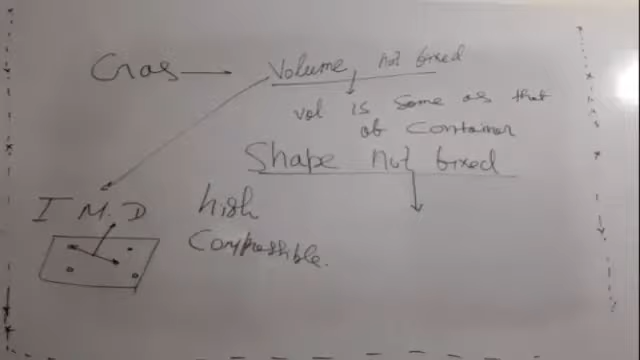 Gas → Volume, not fixed
vol is same as that
of Container
Shape not fixed
I M.D high
Compressible.